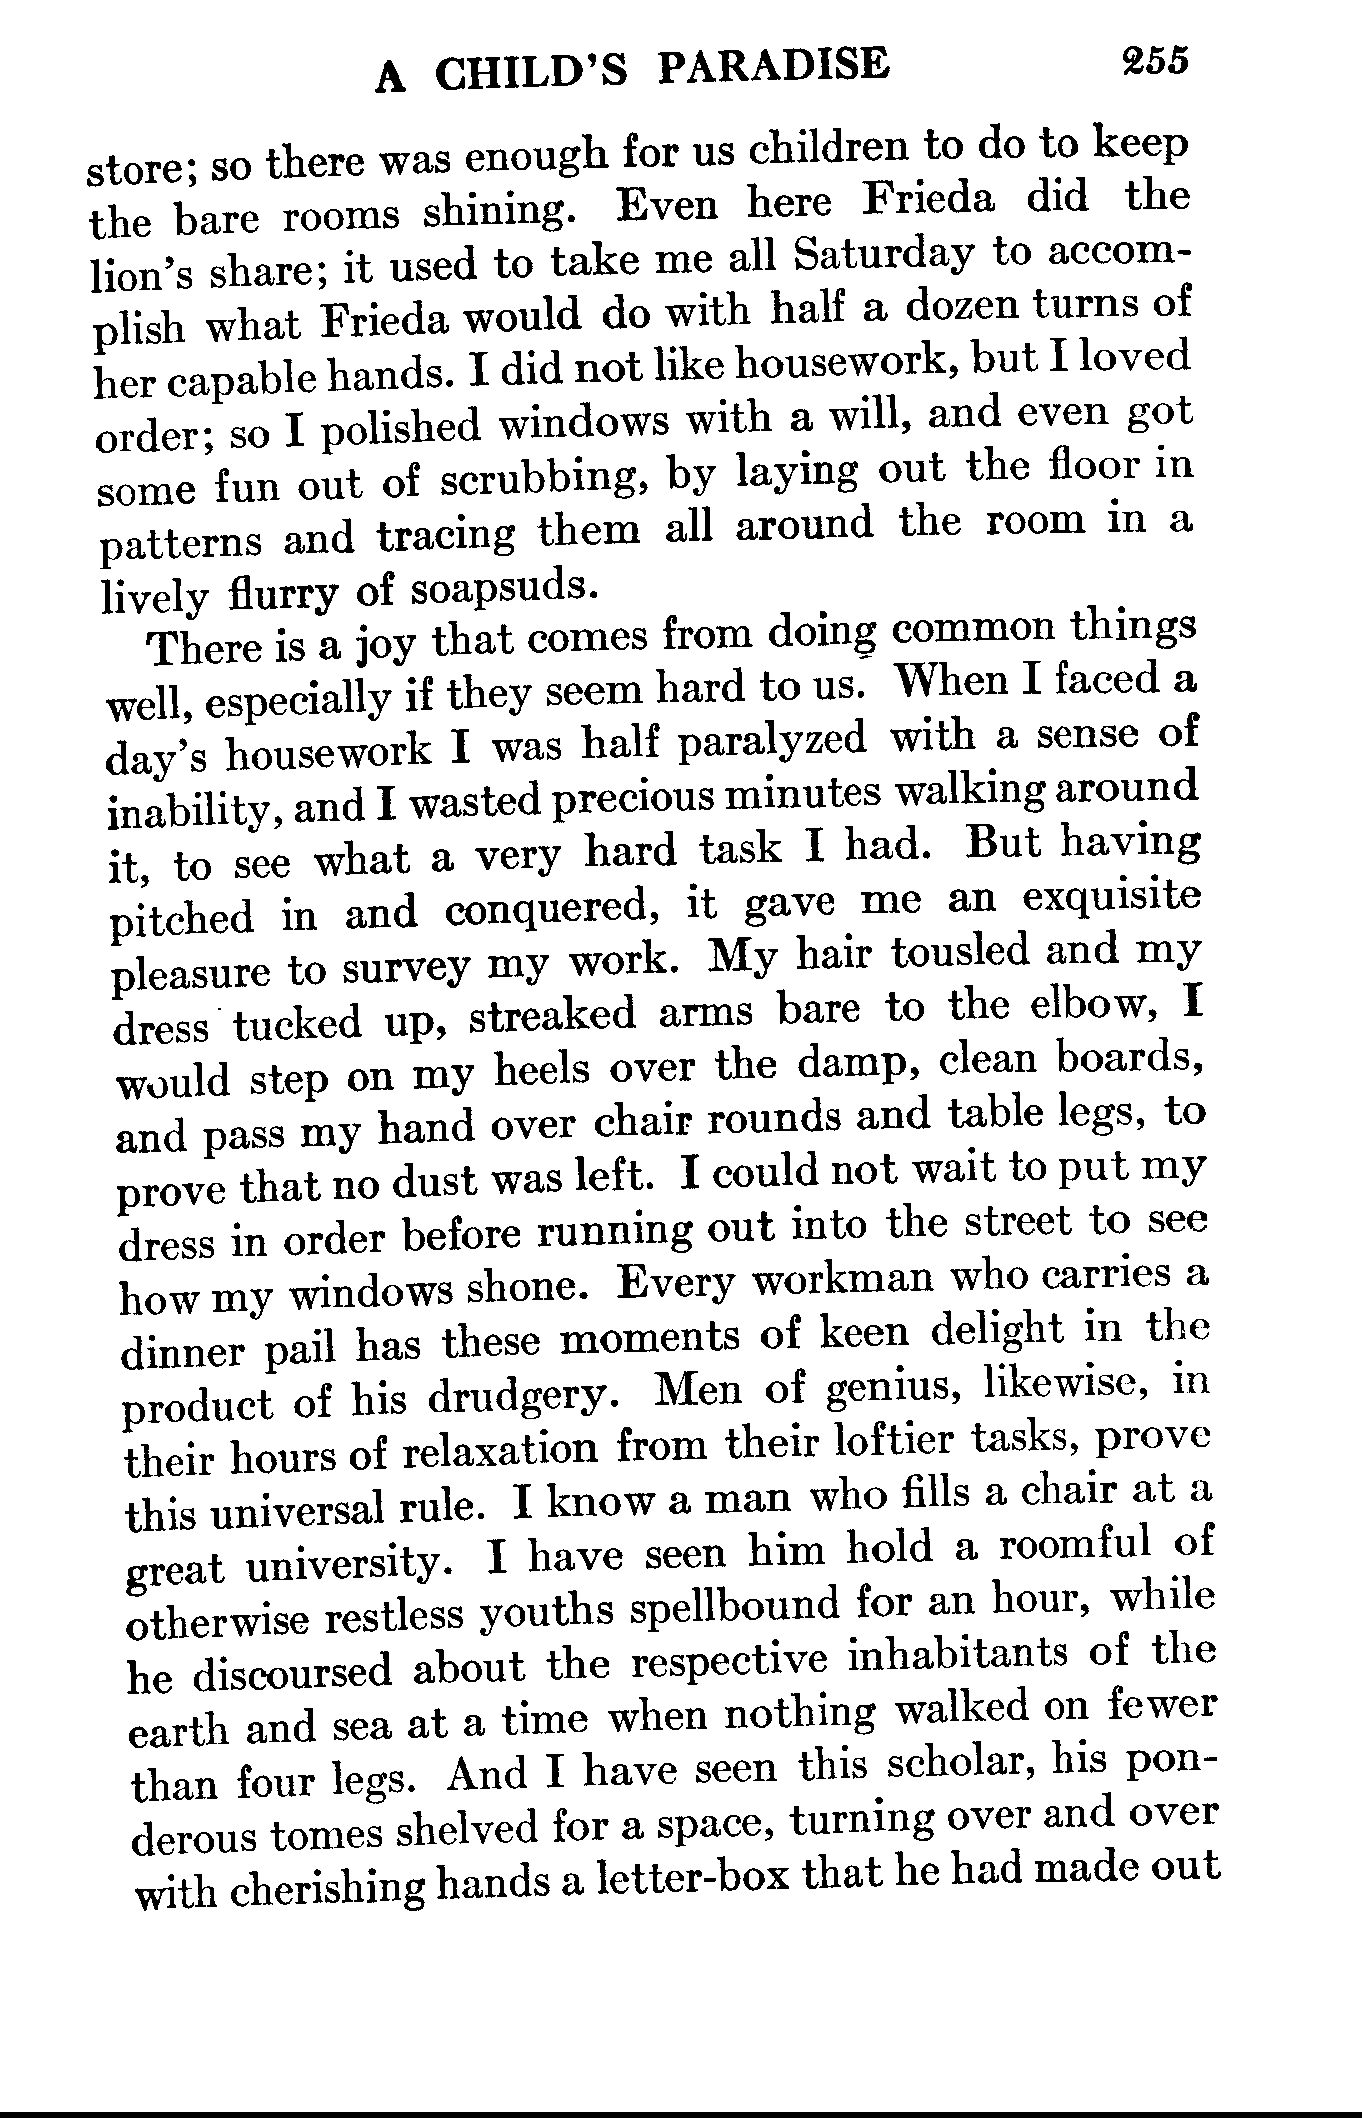 A CHILD'S PARADISE 255
store; so there was enough for us children to do to keep
the bare rooms shining. Even here Frieda did the
lion's share; it used to take me all Saturday to accom-
plish what Frieda would do with half a dozen turns of
her capable hands. I did not like housework, but I loved
order; so I polished windows with a will, and even got
some fun out of scrubbing, by laying out the floor in
patterns and tracing them all around the room in a
lively flurry of soapsuds.
There is a joy that comes from doing common things
well, especially if they seem hard to us. When I faced a
day's housework I was half paralyzed with a sense of
inability, and I wasted precious minutes walking around
it, to see what a very hard task I had. But having
pitched in and conquered, it gave me an exquisite
pleasure to survey my work. My hair tousled and my
dress tucked up, streaked arms bare to the elbow, I
would step on my heels over the damp, clean boards,
and pass my hand over chair rounds and table legs, to
prove that no dust was left. I could not wait to put my
dress in order before running out into the street to see
how my windows shone. Every workman who carries a
dinner pail has these moments of keen delight in the
product of his drudgery. Men of genius, likewise, in
their hours of relaxation from their loftier tasks, prove
this universal rule. I know a man who fills a chair at a
great university. I have seen him hold a roomful of
otherwise restless youths spellbound for an hour, while
he discoursed about the respective inhabitants of the
earth and sea at a time when nothing walked on fewer
than four legs. And I have seen this scholar, his pon-
derous tomes shelved for a space, turning over and over
with cherishing hands a letter-box that he had made out